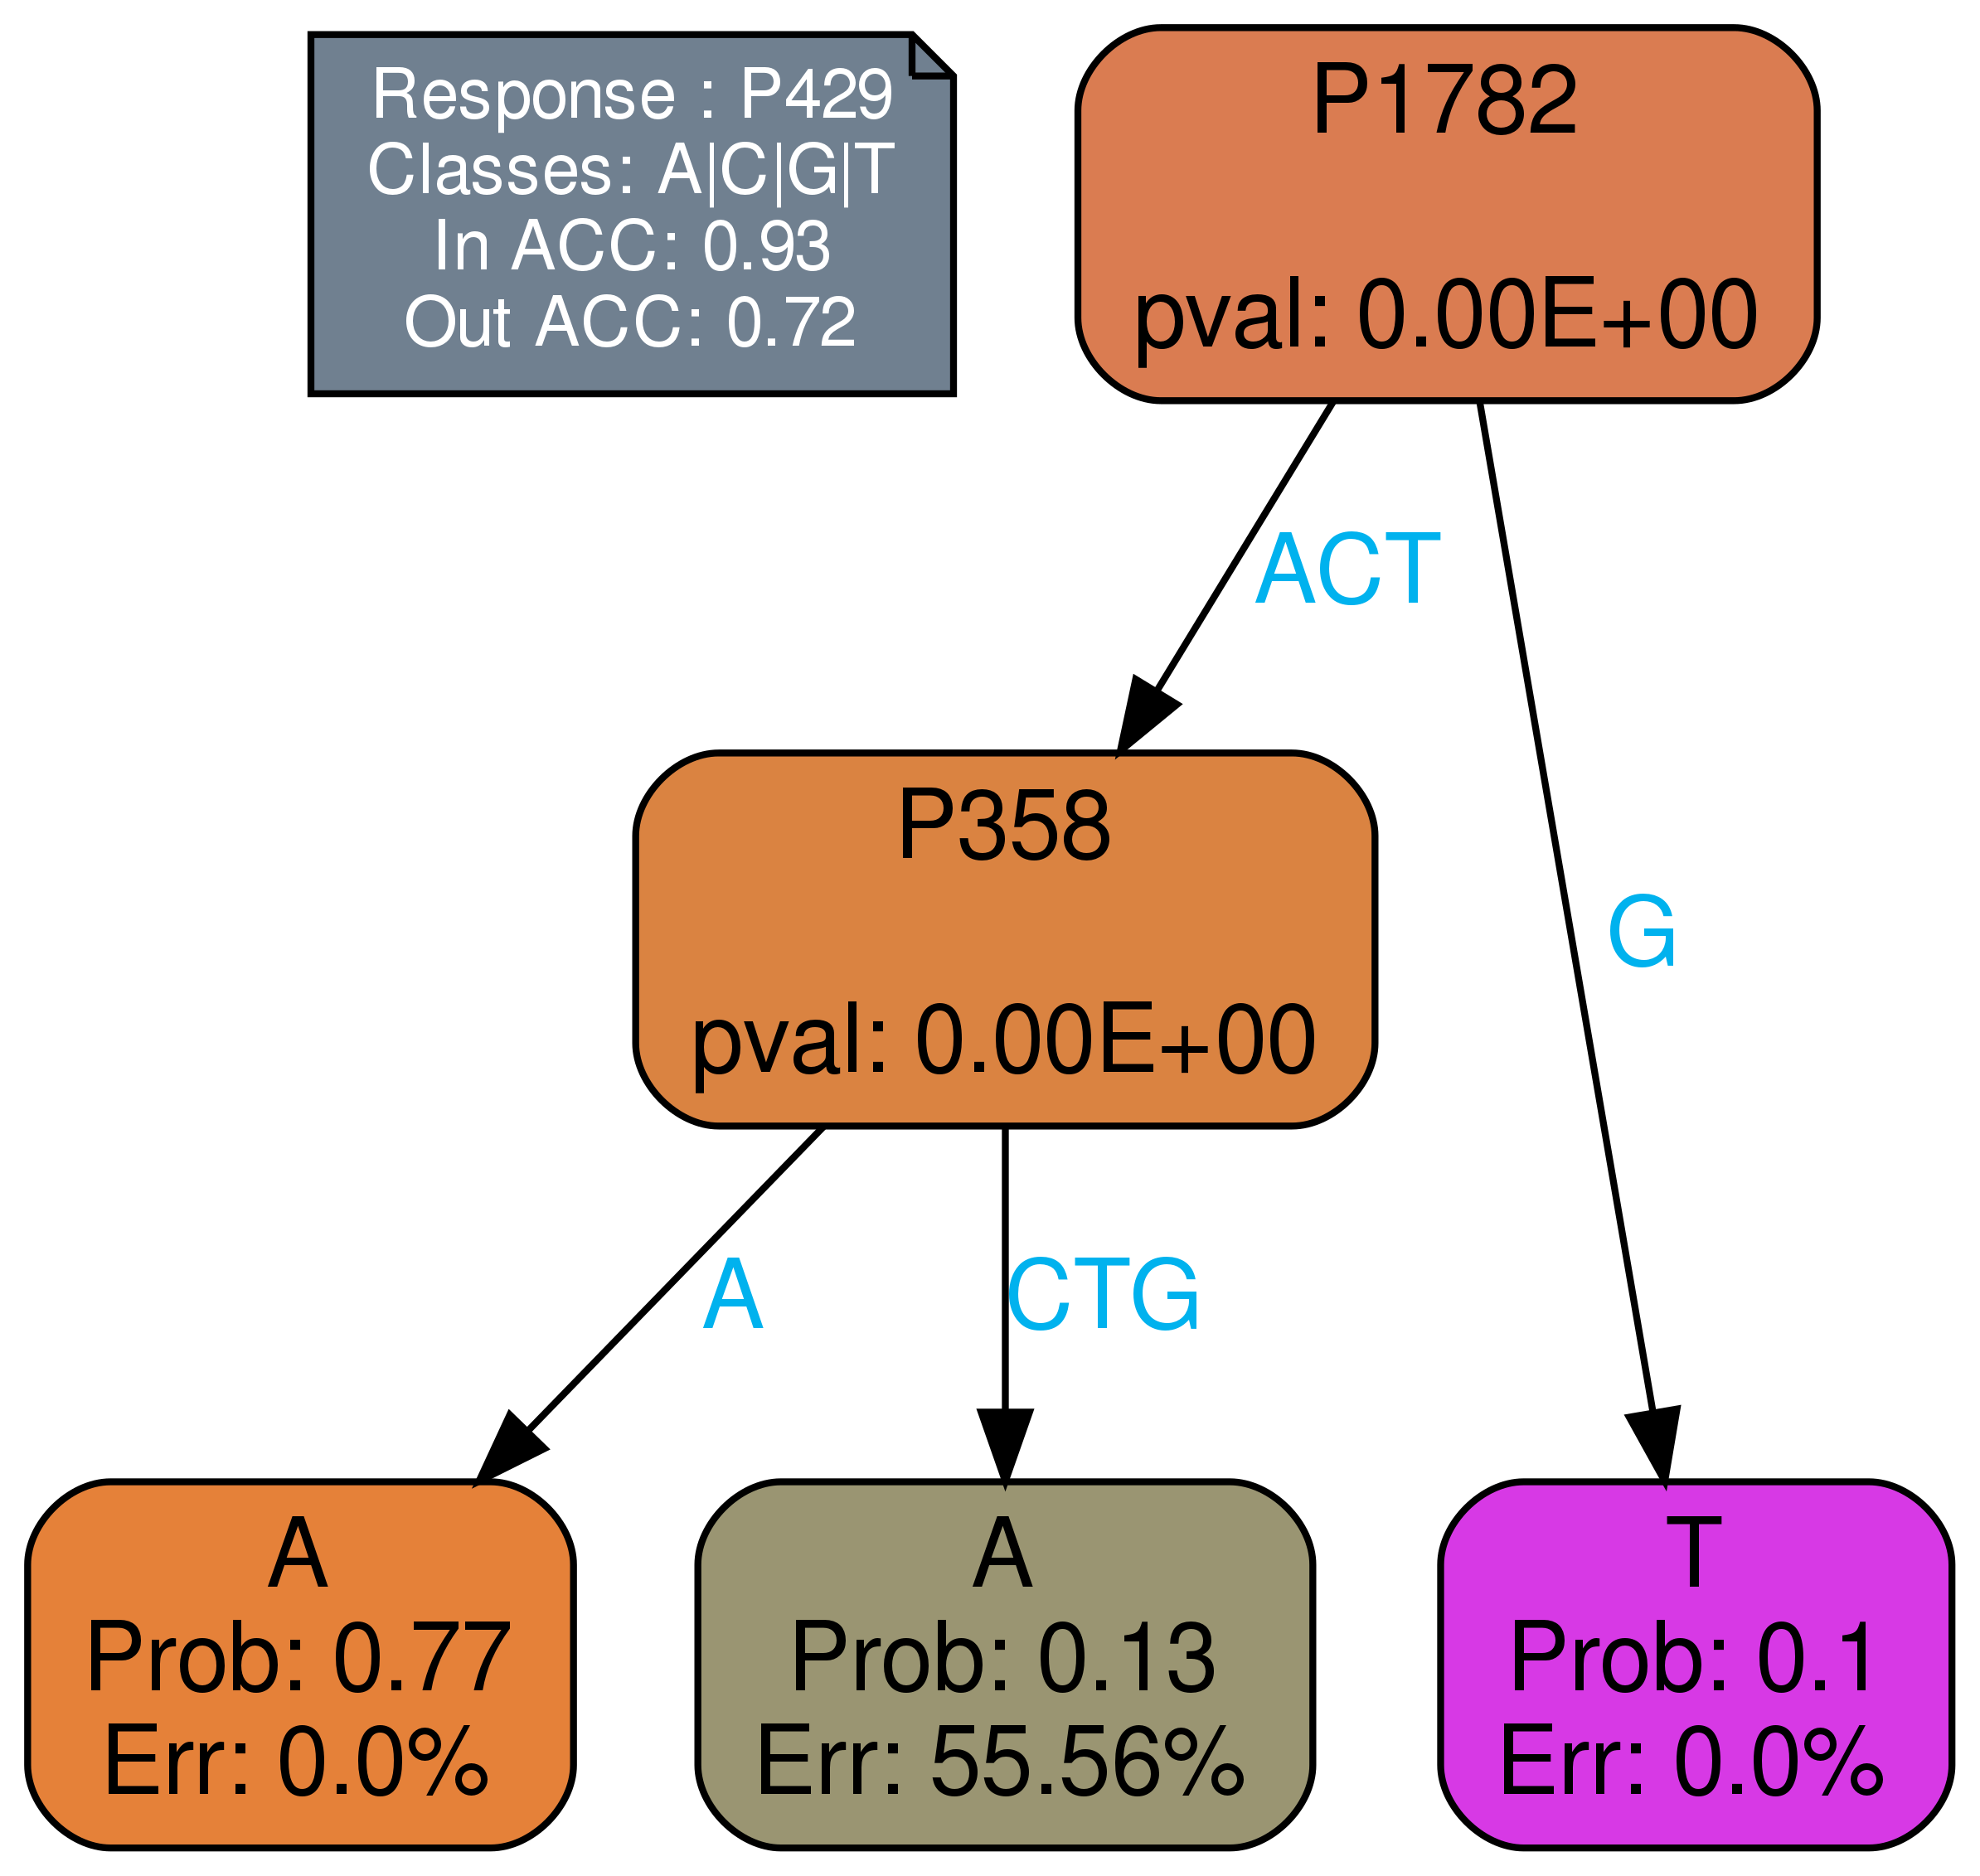 Response : P429
Classes: A|C|G|T
In ACC: 0.93
Out ACC: 0.72
P1782
pval: 0.00E+00
ACT
P358
pval: 0.00E+00
G
A
CTG
A
Prob: 0.77
Err: 0.0%
A
Prob: 0.13
Err: 55.56%
T
Prob: 0.1
Err: 0.0%